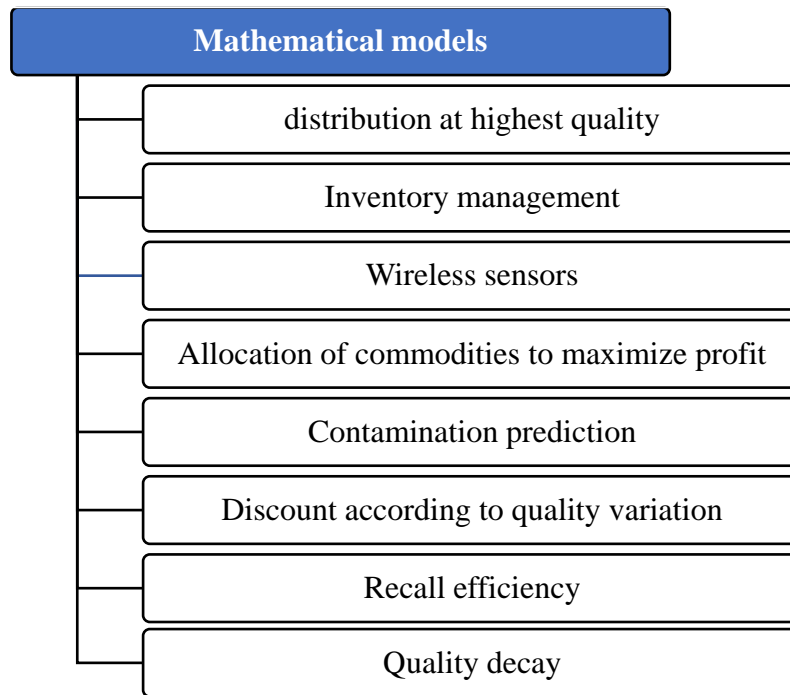 Mathematical models
distribution at highest quality
Inventory management
Wireless sensors
Allocation of commodities to maximize profit
Contamination prediction
Discount according to quality variation
Recall efficiency
Quality decay